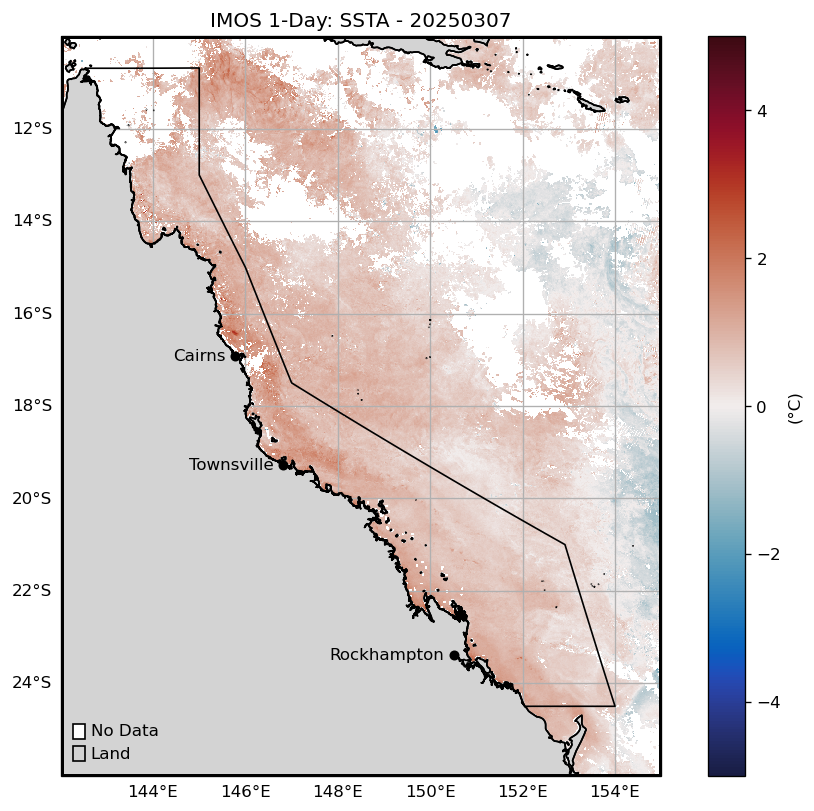 IMOS 1-Day: SSTA - 20250307
12°S
14°S
16°S
18°S
20°S
22°S
24°S
Cairns
Townsville
Rockhampton
No Data
Land
144°E 146°E 148°E 150°E 152°E 154°E
4
2
0
−2
−4
(°C)